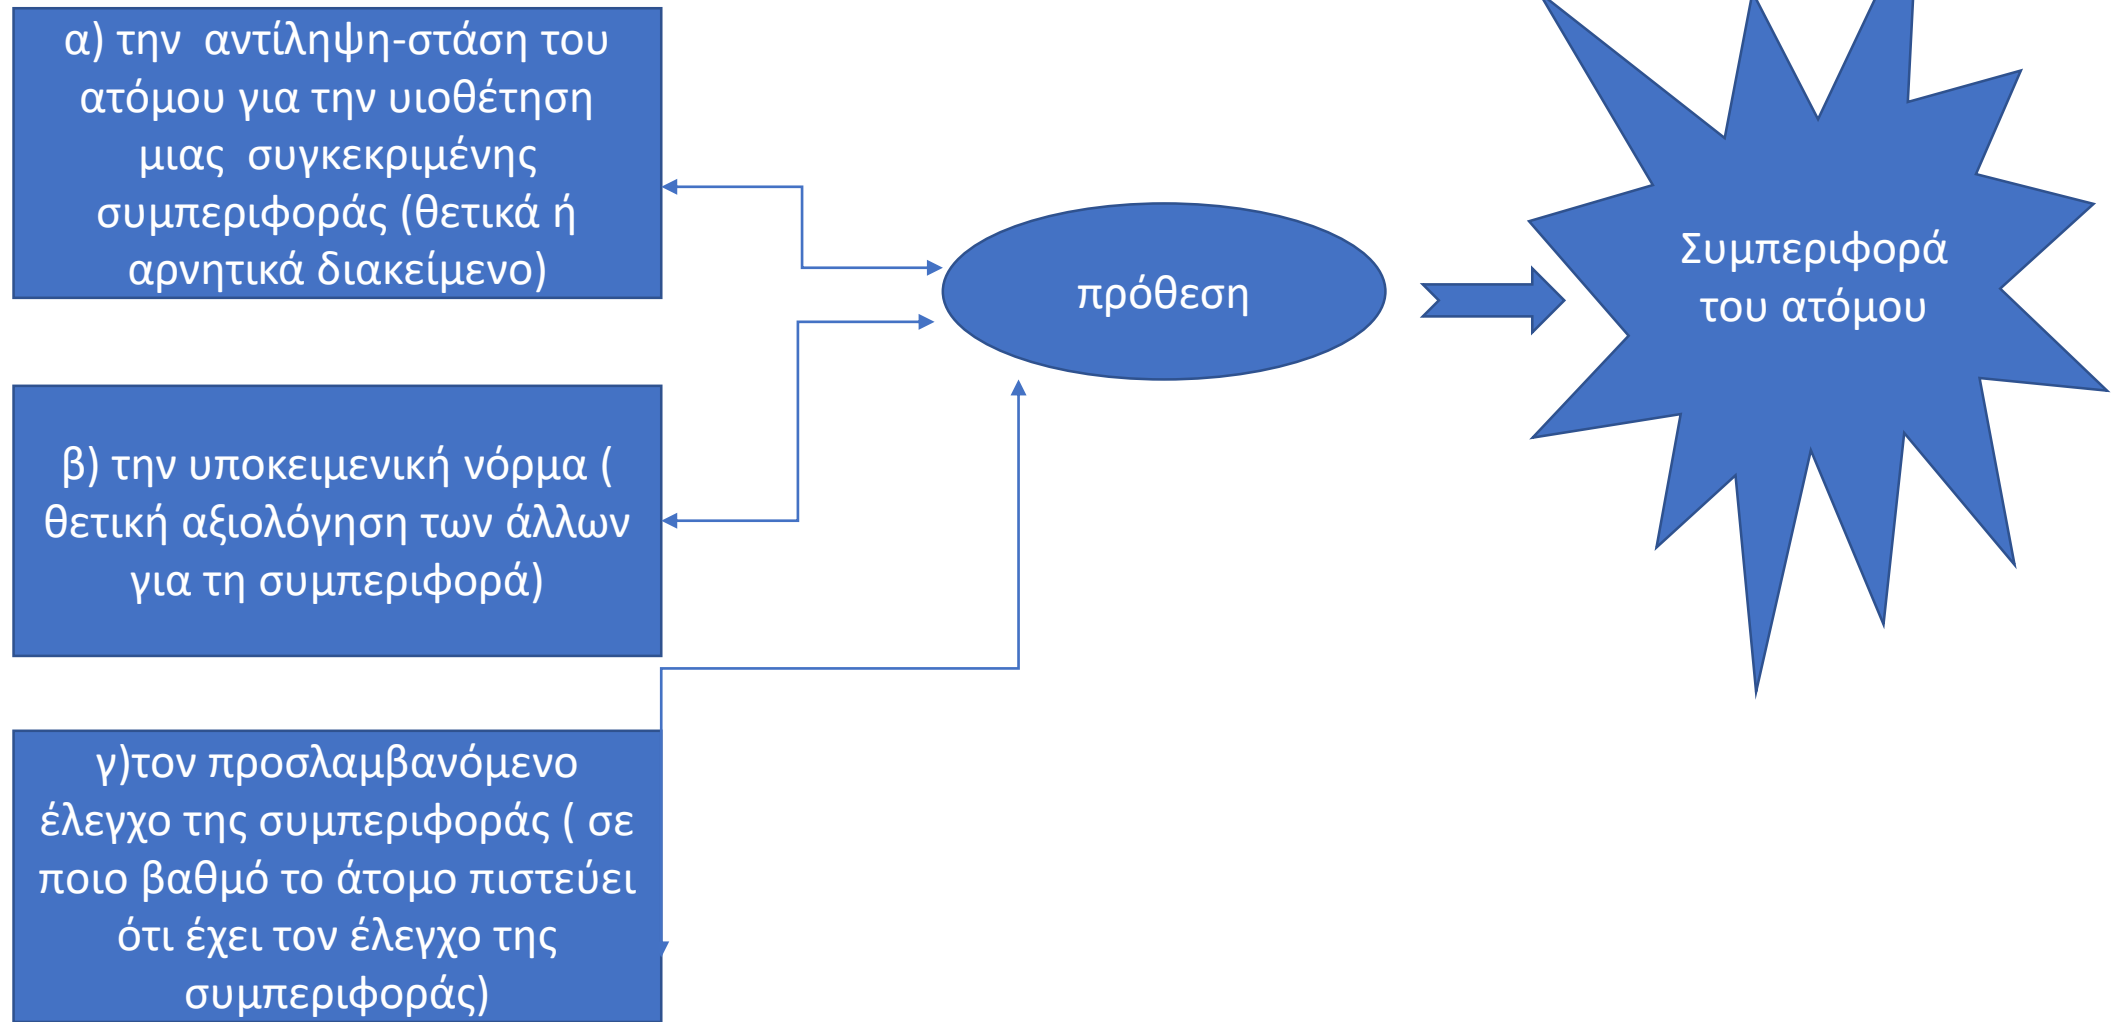 α) την  αντίληψη-στάση του
ατόμου για την υιοθέτηση
μιας  συγκεκριμένης
συμπεριφοράς (θετικά ή
αρνητικά διακείμενο)
πρόθεση
Συμπεριφορά
του ατόμου
β) την υποκειμενική νόρμα (
θετική αξιολόγηση των άλλων
για τη συμπεριφορά)
γ)τον προσλαμβανόμενο
έλεγχο της συμπεριφοράς ( σε
ποιο βαθμό το άτομο πιστεύει
ότι έχει τον έλεγχο της
συμπεριφοράς)